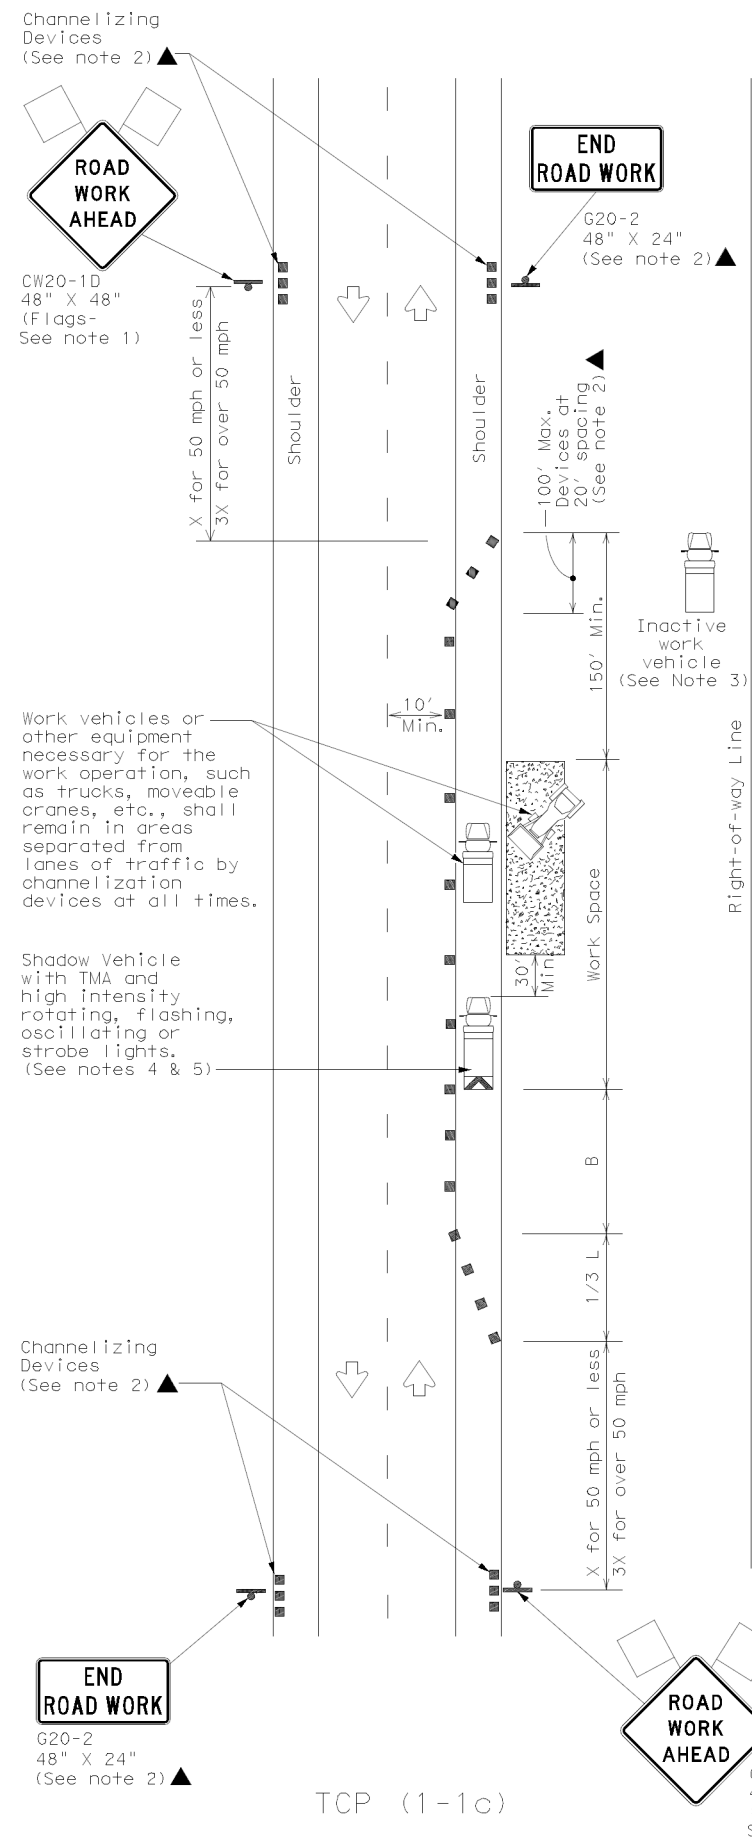 Channelizing
Devices
(See note 2)
ROAD
WORK
AHEAD
CW20-1D
48" X 48"
(Flags-
See note 1)
END
ROAD WORK
G20-2
48" X 24"
(See note 2)
X for 50 mph or less
3X for over 50 mph
Shoulder
Shoulder
100' Max.
Devices at
20' spacing
(See note 2)
150' Min.
Inactive
work
vehicle
(See Note 3)
10'
Min.
Right-of-way Line
Work vehicles or
other equipment
necessary for the
work operation, such
as trucks, moveable
cranes, etc., shall
remain in areas
separated from
lanes of traffic by
channelization
devices at all times.
Work Space
30'
Min.
Shadow Vehicle
with TMA and
high intensity
rotating, flashing,
oscillating or
strobe lights.
(See notes 4 & 5)
B
1/3 L
Channelizing
Devices
(See note 2)
X for 50 mph or less
3X for over 50 mph
END
ROAD WORK
G20-2
48" X 24"
(See note 2)
ROAD
WORK
AHEAD
TCP (1-1c)